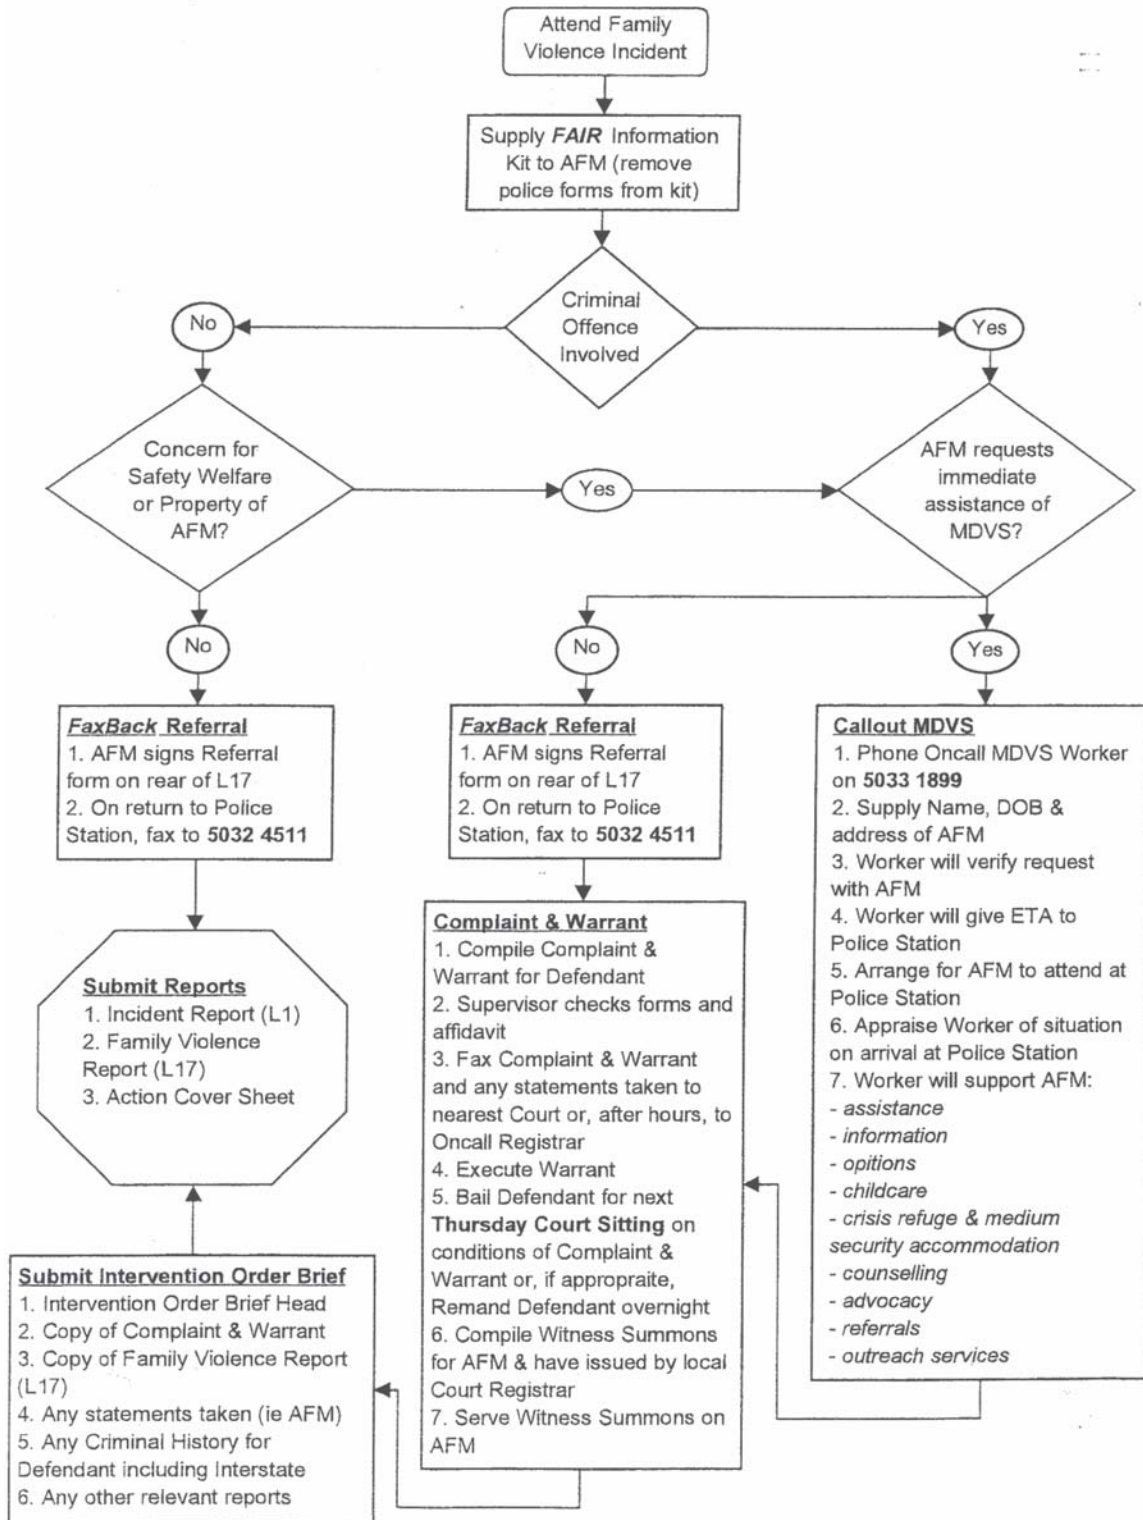 Attend Family
Violence Incident
Supply FAIR Information
Kit to AFM (remove
police forms from kit)
Criminal
Offence
Involved
No
Yes
Concern for
Safety Welfare
or Property of
AFM?
Yes
AFM requests
immediate
assistance of
MDVS?
No
No
Yes
FaxBack Referral
1. AFM signs Referral
form on rear of L17
2. On return to Police
Station, fax to 5032 4511
FaxBack Referral
1. AFM signs Referral
form on rear of L17
2. On return to Police
Station, fax to 5032 4511
Callout MDVS
1. Phone Oncall MDVS Worker
on 5033 1899
2. Supply Name, DOB &
address of AFM
3. Worker will verify request
with AFM
4. Worker will give ETA to
Police Station
5. Arrange for AFM to attend at
Police Station
6. Appraise Worker of situation
on arrival at Police Station
7. Worker will support AFM:
- assistance
- information
- opitions
- childcare
- crisis refuge & medium
security accommodation
- counselling
- advocacy
- referrals
- outreach services
Complaint & Warrant
1. Compile Complaint &
Warrant for Defendant
2. Supervisor checks forms and
affidavit
3. Fax Complaint & Warrant
and any statements taken to
nearest Court or, after hours, to
Oncall Registrar
4. Execute Warrant
5. Bail Defendant for next
Thursday Court Sitting on
conditions of Complaint &
Warrant or, if appropraite,
Remand Defendant overnight
6. Compile Witness Summons
for AFM & have issued by local
Court Registrar
7. Serve Witness Summons on
AFM
Submit Reports
1. Incident Report (L1)
2. Family Violence
Report (L17)
3. Action Cover Sheet
Submit Intervention Order Brief
1. Intervention Order Brief Head
2. Copy of Complaint & Warrant
3. Copy of Family Violence Report
(L17)
4. Any statements taken (ie AFM)
5. Any Criminal History for
Defendant including Interstate
6. Any other relevant reports